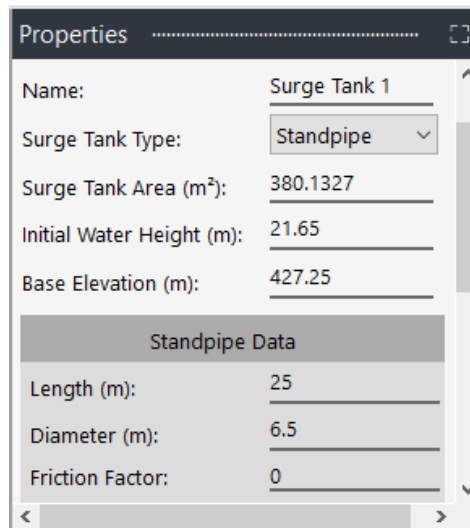 Properties
Name: Surge Tank 1
Surge Tank Type: Standpipe
Surge Tank Area (m²): 380.1327
Initial Water Height (m): 21.65
Base Elevation (m): 427.25
Standpipe Data
Length (m): 25
Diameter (m): 6.5
Friction Factor: 0